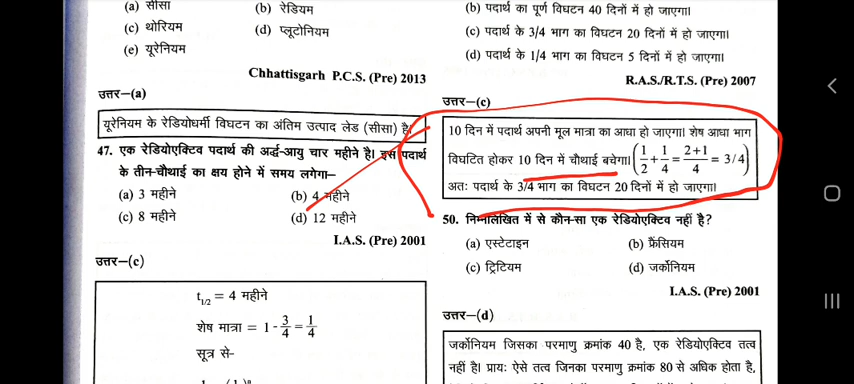 (a) सीसा
(b) रेडियम
(c) थोरियम
(d) प्लूटोनियम
(e) यूरेनियम
Chhattisgarh P.C.S. (Pre) 2013
उत्तर–(a)
यूरेनियम के रेडियोधर्मी विघटन का अंतिम उत्पाद लेड (सीसा) है।
47. एक रेडियोएक्टिव पदार्थ की अर्द्ध-आयु चार महीने है। इस पदार्थ
के तीन-चौथाई का क्षय होने में समय लगेगा–
(a) 3 महीने
(b) 4 महीने
(c) 8 महीने
(d) 12 महीने
I.A.S. (Pre) 2001
उत्तर–(c)
t1/2 = 4 महीने
शेष मात्रा = 1 - 3/4 = 1/4
सूत्र से-
(b) पदार्थ का पूर्ण विघटन 40 दिनों में हो जाएगा।
(c) पदार्थ के 3/4 भाग का विघटन 20 दिनों में हो जाएगा।
(d) पदार्थ के 1/4 भाग का विघटन 5 दिनों में हो जाएगा।
R.A.S./R.T.S. (Pre) 2007
उत्तर–(c)
10 दिन में पदार्थ अपनी मूल मात्रा का आधा हो जाएगा। शेष आधा भाग
विघटित होकर 10 दिन में चौथाई बचेगा। (1/2 + 1/4 = 2+1/4 = 3/4)
अतः पदार्थ के 3/4 भाग का विघटन 20 दिनों में हो जाएगा।
50. निम्नलिखित में से कौन-सा एक रेडियोएक्टिव नहीं है?
(a) एस्टेटाइन
(b) फ्रैंसियम
(c) ट्रिटियम
(d) जर्कोनियम
I.A.S. (Pre) 2001
उत्तर–(d)
जर्कोनियम जिसका परमाणु क्रमांक 40 है, एक रेडियोएक्टिव तत्व
नहीं है। प्रायः ऐसे तत्व जिनका परमाणु क्रमांक 80 से अधिक होता है,